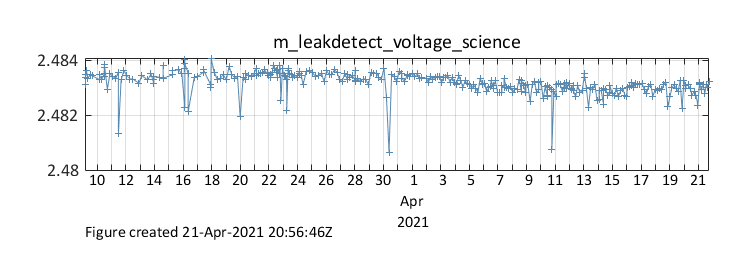 m_leakdetect_voltage_science
2.484
2.482
2.48
10 12 14 16 18 20 22 24 26 28 30 1 3 5 7 9 11 13 15 17 19 21
Apr
2021
Figure created 21-Apr-2021 20:56:46Z